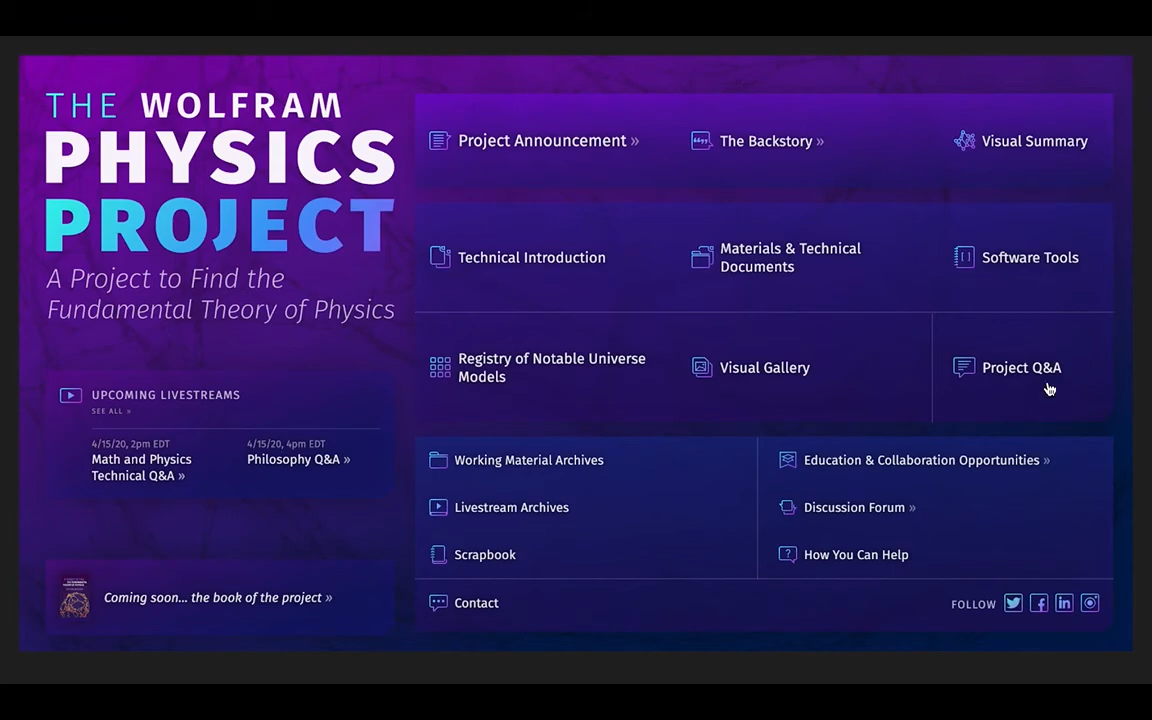 THE WOLFRAM
PHYSICS
PROJECT
A Project to Find the
Fundamental Theory of Physics
UPCOMING LIVESTREAMS
SEE ALL »
4/15/20, 2pm EDT
Math and Physics
Technical Q&A »
4/15/20, 4pm EDT
Philosophy Q&A »
Coming soon... the book of the project »
Project Announcement »
The Backstory »
Visual Summary
Technical Introduction
Materials & Technical
Documents
Software Tools
Registry of Notable Universe
Models
Visual Gallery
Project Q&A
Working Material Archives
Livestream Archives
Scrapbook
Education & Collaboration Opportunities »
Discussion Forum »
How You Can Help
Contact
FOLLOW